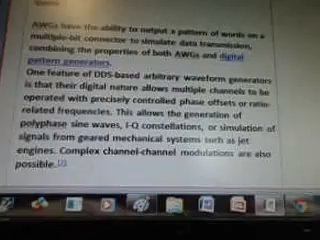 AWGs have the ability to output a pattern of words on a
multiple-bit connector to simulate data transmission,
combining the properties of both AWGs and digital
pattern generators.
One feature of DDS-based arbitrary waveform generators
is that their digital nature allows multiple channels to be
operated with precisely controlled phase offsets or ratio-
related frequencies. This allows the generation of
polyphase sine waves, I-Q constellations, or simulation of
signals from geared mechanical systems such as jet
engines. Complex channel-channel modulations are also
possible.